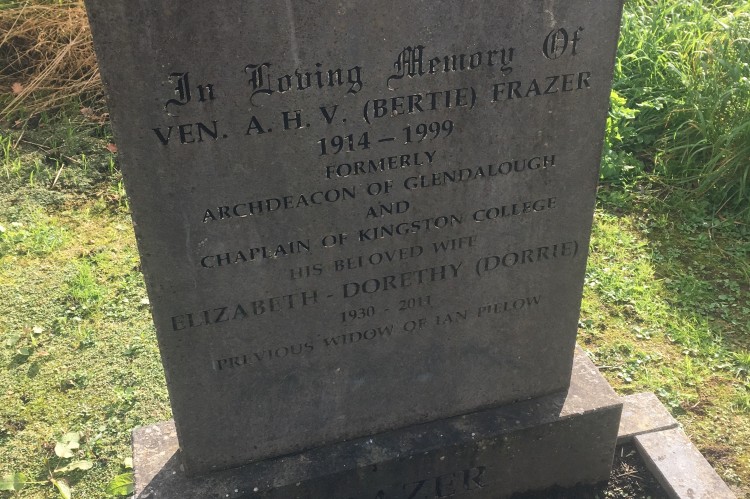 In Loving Memory Of
VEN. A. H. V. (BERTIE) FRAZER
1914 – 1999
FORMERLY
ARCHDEACON OF GLENDALOUGH
AND
CHAPLAIN OF KINGSTON COLLEGE
HIS BELOVED WIFE
ELIZABETH - DORETHY (DORRIE)
1930 - 2011
PREVIOUS WIDOW OF IAN PILLOW